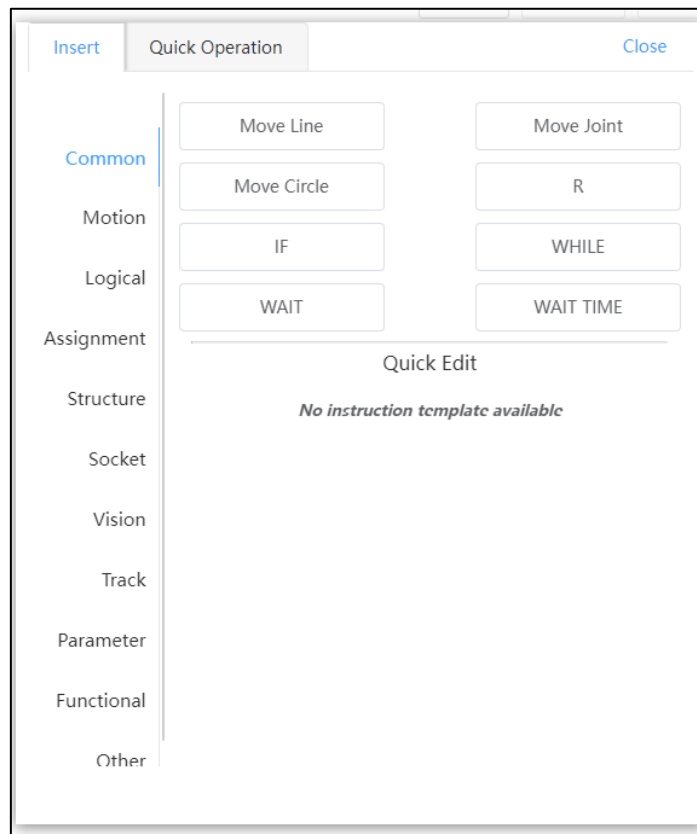 Insert
Quick Operation
Close
Common
Motion
Logical
Assignment
Structure
Socket
Vision
Track
Parameter
Functional
Other
Move Line
Move Joint
Move Circle
R
IF
WHILE
WAIT
WAIT TIME
Quick Edit
No instruction template available